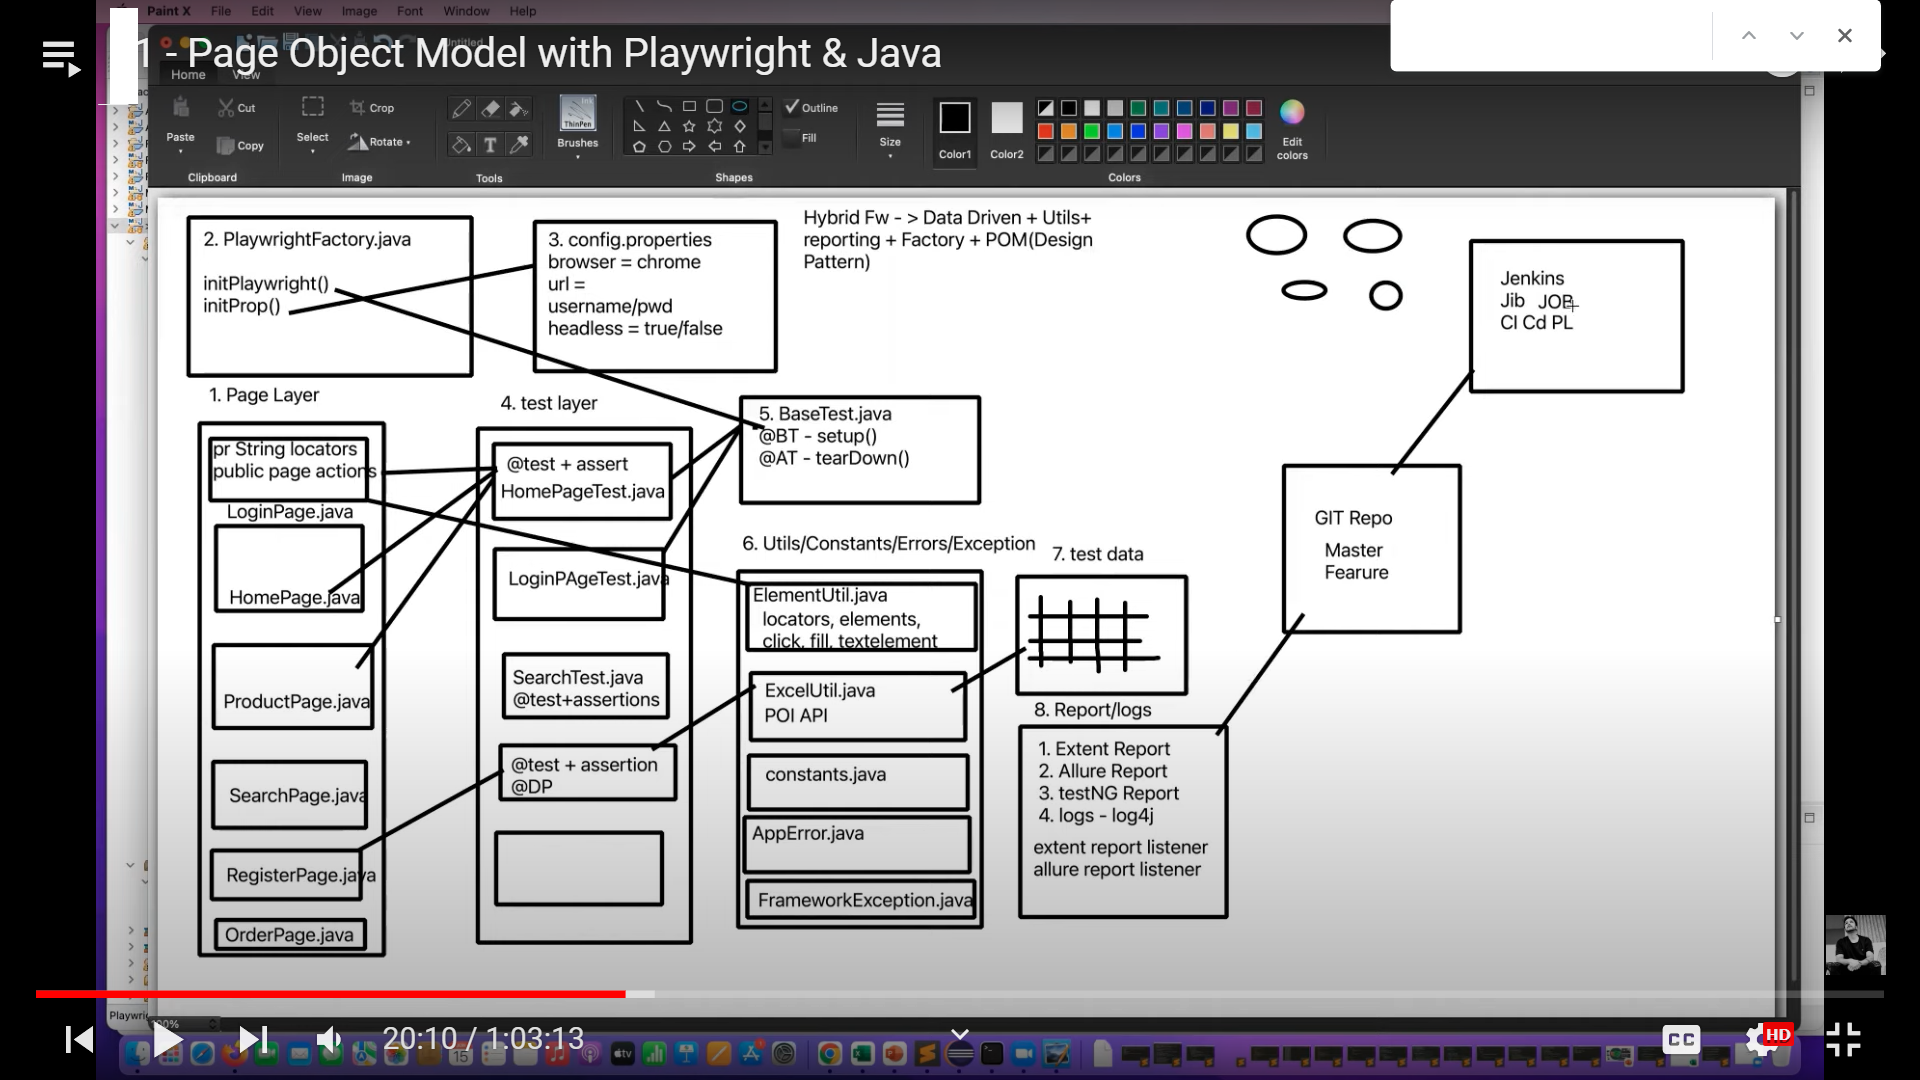 Paint X File Edit View Image Font Window Help
1 - Page Object Model with Playwright & Java
Untitled
Home View
Paste
Cut
Copy
Clipboard
Select
Crop
Rotate
Image
Tools
Ink
ThinPen
Brushes
Outline
Fill
Shapes
Size
Color1
Color2
Edit
colors
Colors
2. PlaywrightFactory.java
initPlaywright()
initProp()
3. config.properties
browser = chrome
url =
username/pwd
headless = true/false
Hybrid Fw - > Data Driven + Utils+
reporting + Factory + POM(Design
Pattern)
Jenkins
Jib JOB
CI Cd PL
1. Page Layer
pr String locators
public page actions
LoginPage.java
HomePage.java
ProductPage.java
SearchPage.java
RegisterPage.java
OrderPage.java
4. test layer
@test + assert
HomePageTest.java
LoginPAgeTest.java
SearchTest.java
@test+assertions
@test + assertion
@DP
5. BaseTest.java
@BT - setup()
@AT - tearDown()
6. Utils/Constants/Errors/Exception
ElementUtil.java
locators, elements,
click, fill, textelement
ExcelUtil.java
POI API
constants.java
AppError.java
FrameworkException.java
7. test data
8. Report/logs
1. Extent Report
2. Allure Report
3. testNG Report
4. logs - log4j
extent report listener
allure report listener
GIT Repo
Master
Fearure
100%
20:10 / 1:03:13
CC
HD
15
tv